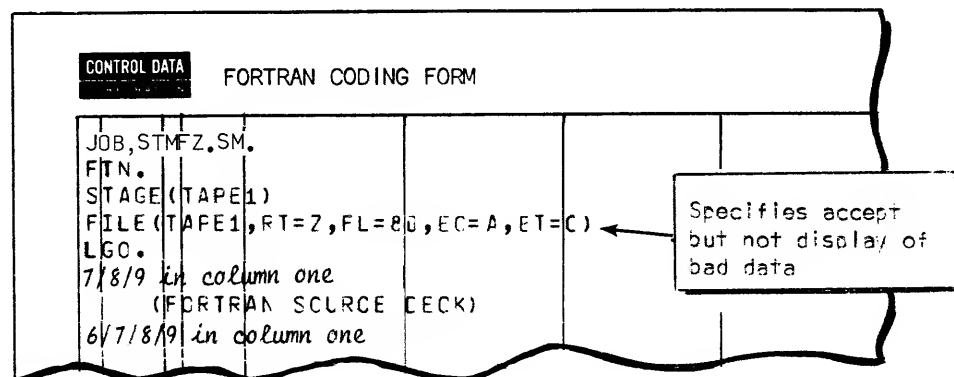 CONTROL DATA
FORTRAN CODING FORM
JOB,STMFZ.SM.
FTN.
STAGE(TAPE1)
FILE(TAPE1,RT=Z,FL=80,EC=A,ET=C)
LGO.
7/8/9 in column one
(FORTRAN SOURCE DECK)
6/7/8/9 in column one
Specifies accept
but not display of
bad data